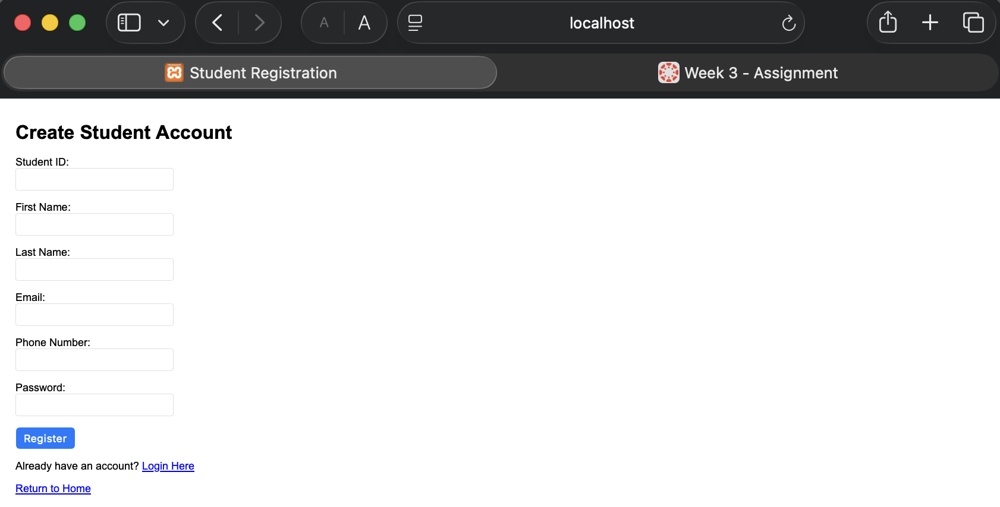 A A localhost
Student Registration Week 3 - Assignment
Create Student Account
Student ID:
First Name:
Last Name:
Email:
Phone Number:
Password:
Register
Already have an account? Login Here
Return to Home